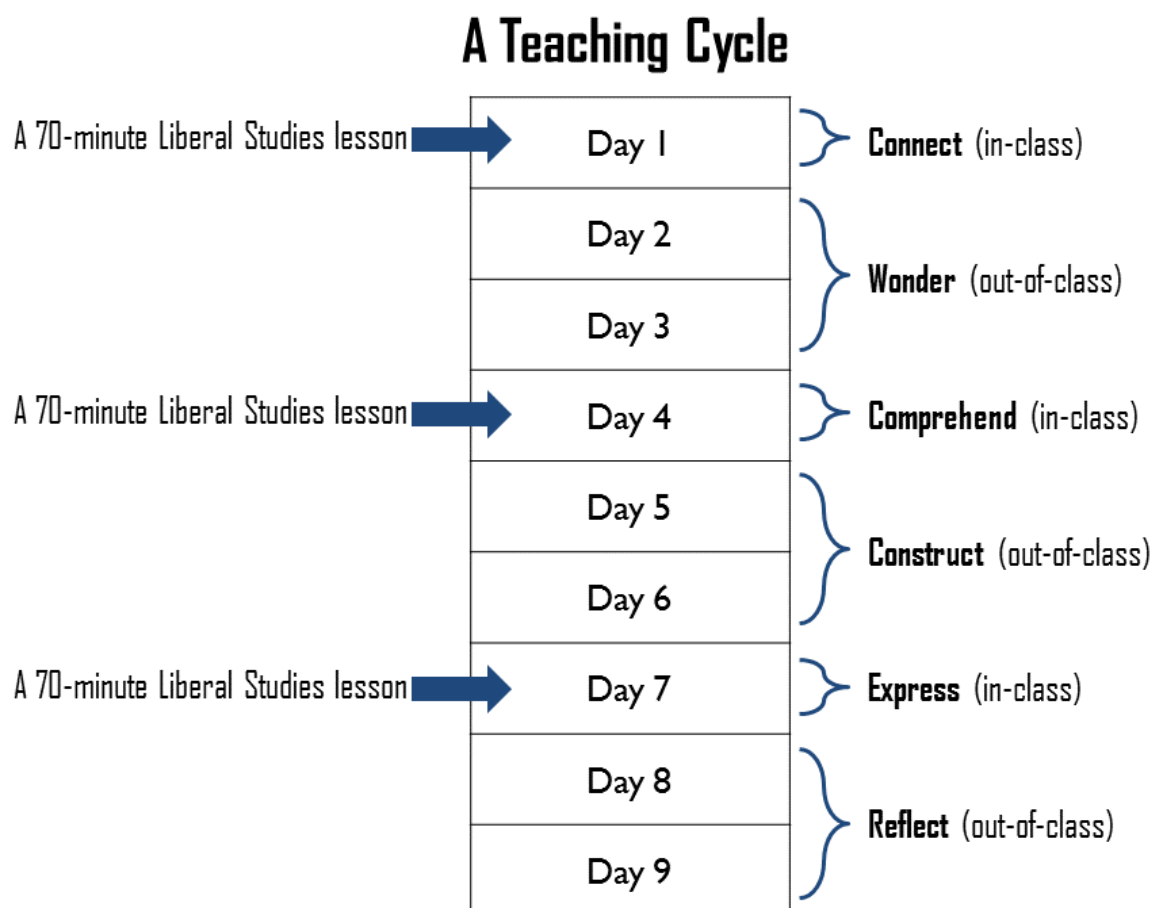 A Teaching Cycle
A 70-minute Liberal Studies lesson
Day 1
Connect (in-class)
Day 2
Day 3
Wonder (out-of-class)
A 70-minute Liberal Studies lesson
Day 4
Comprehend (in-class)
Day 5
Day 6
Construct (out-of-class)
A 70-minute Liberal Studies lesson
Day 7
Express (in-class)
Day 8
Day 9
Reflect (out-of-class)